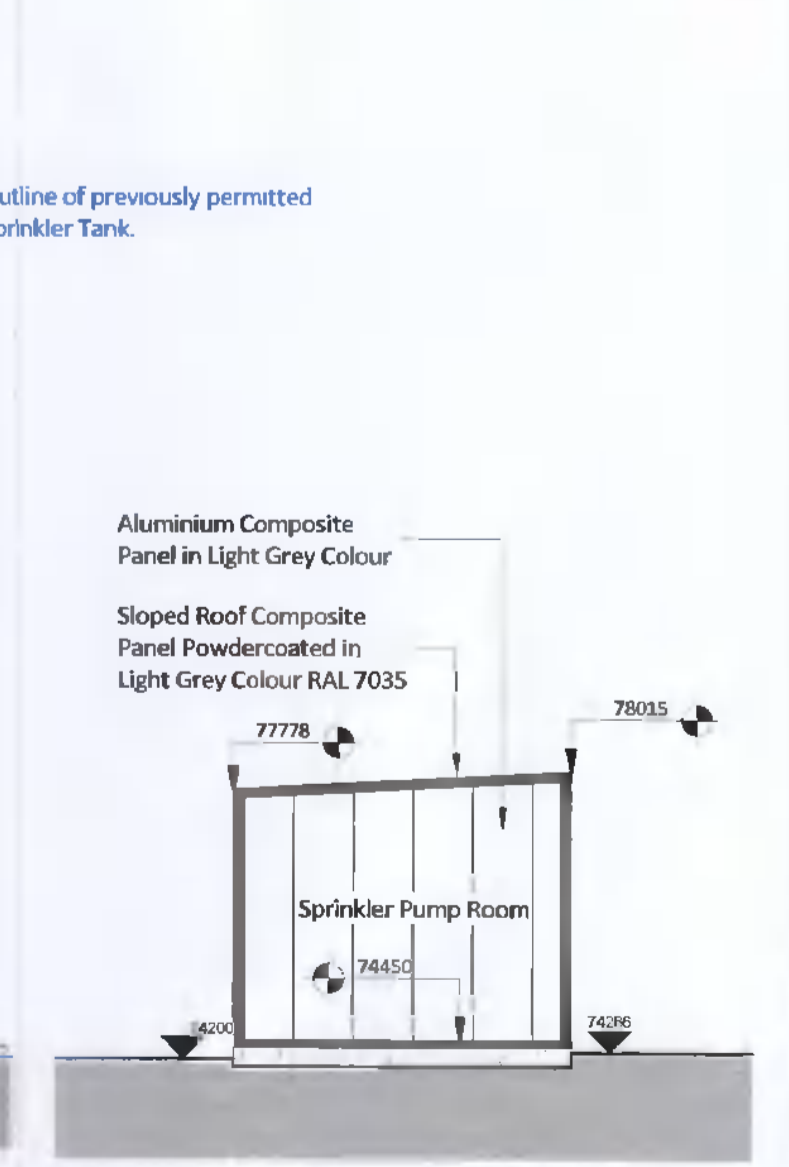 utline of previously permitted
prinkler Tank.
Aluminium Composite
Panel in Light Grey Colour
Sloped Roof Composite
Panel Powdercoated in
Light Grey Colour RAL 7035
77778
78015
Sprinkler Pump Room
74450
4200